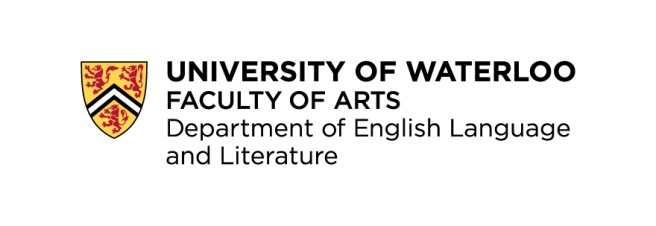 UNIVERSITY OF WATERLOO
FACULTY OF ARTS
Department of English Language
and Literature